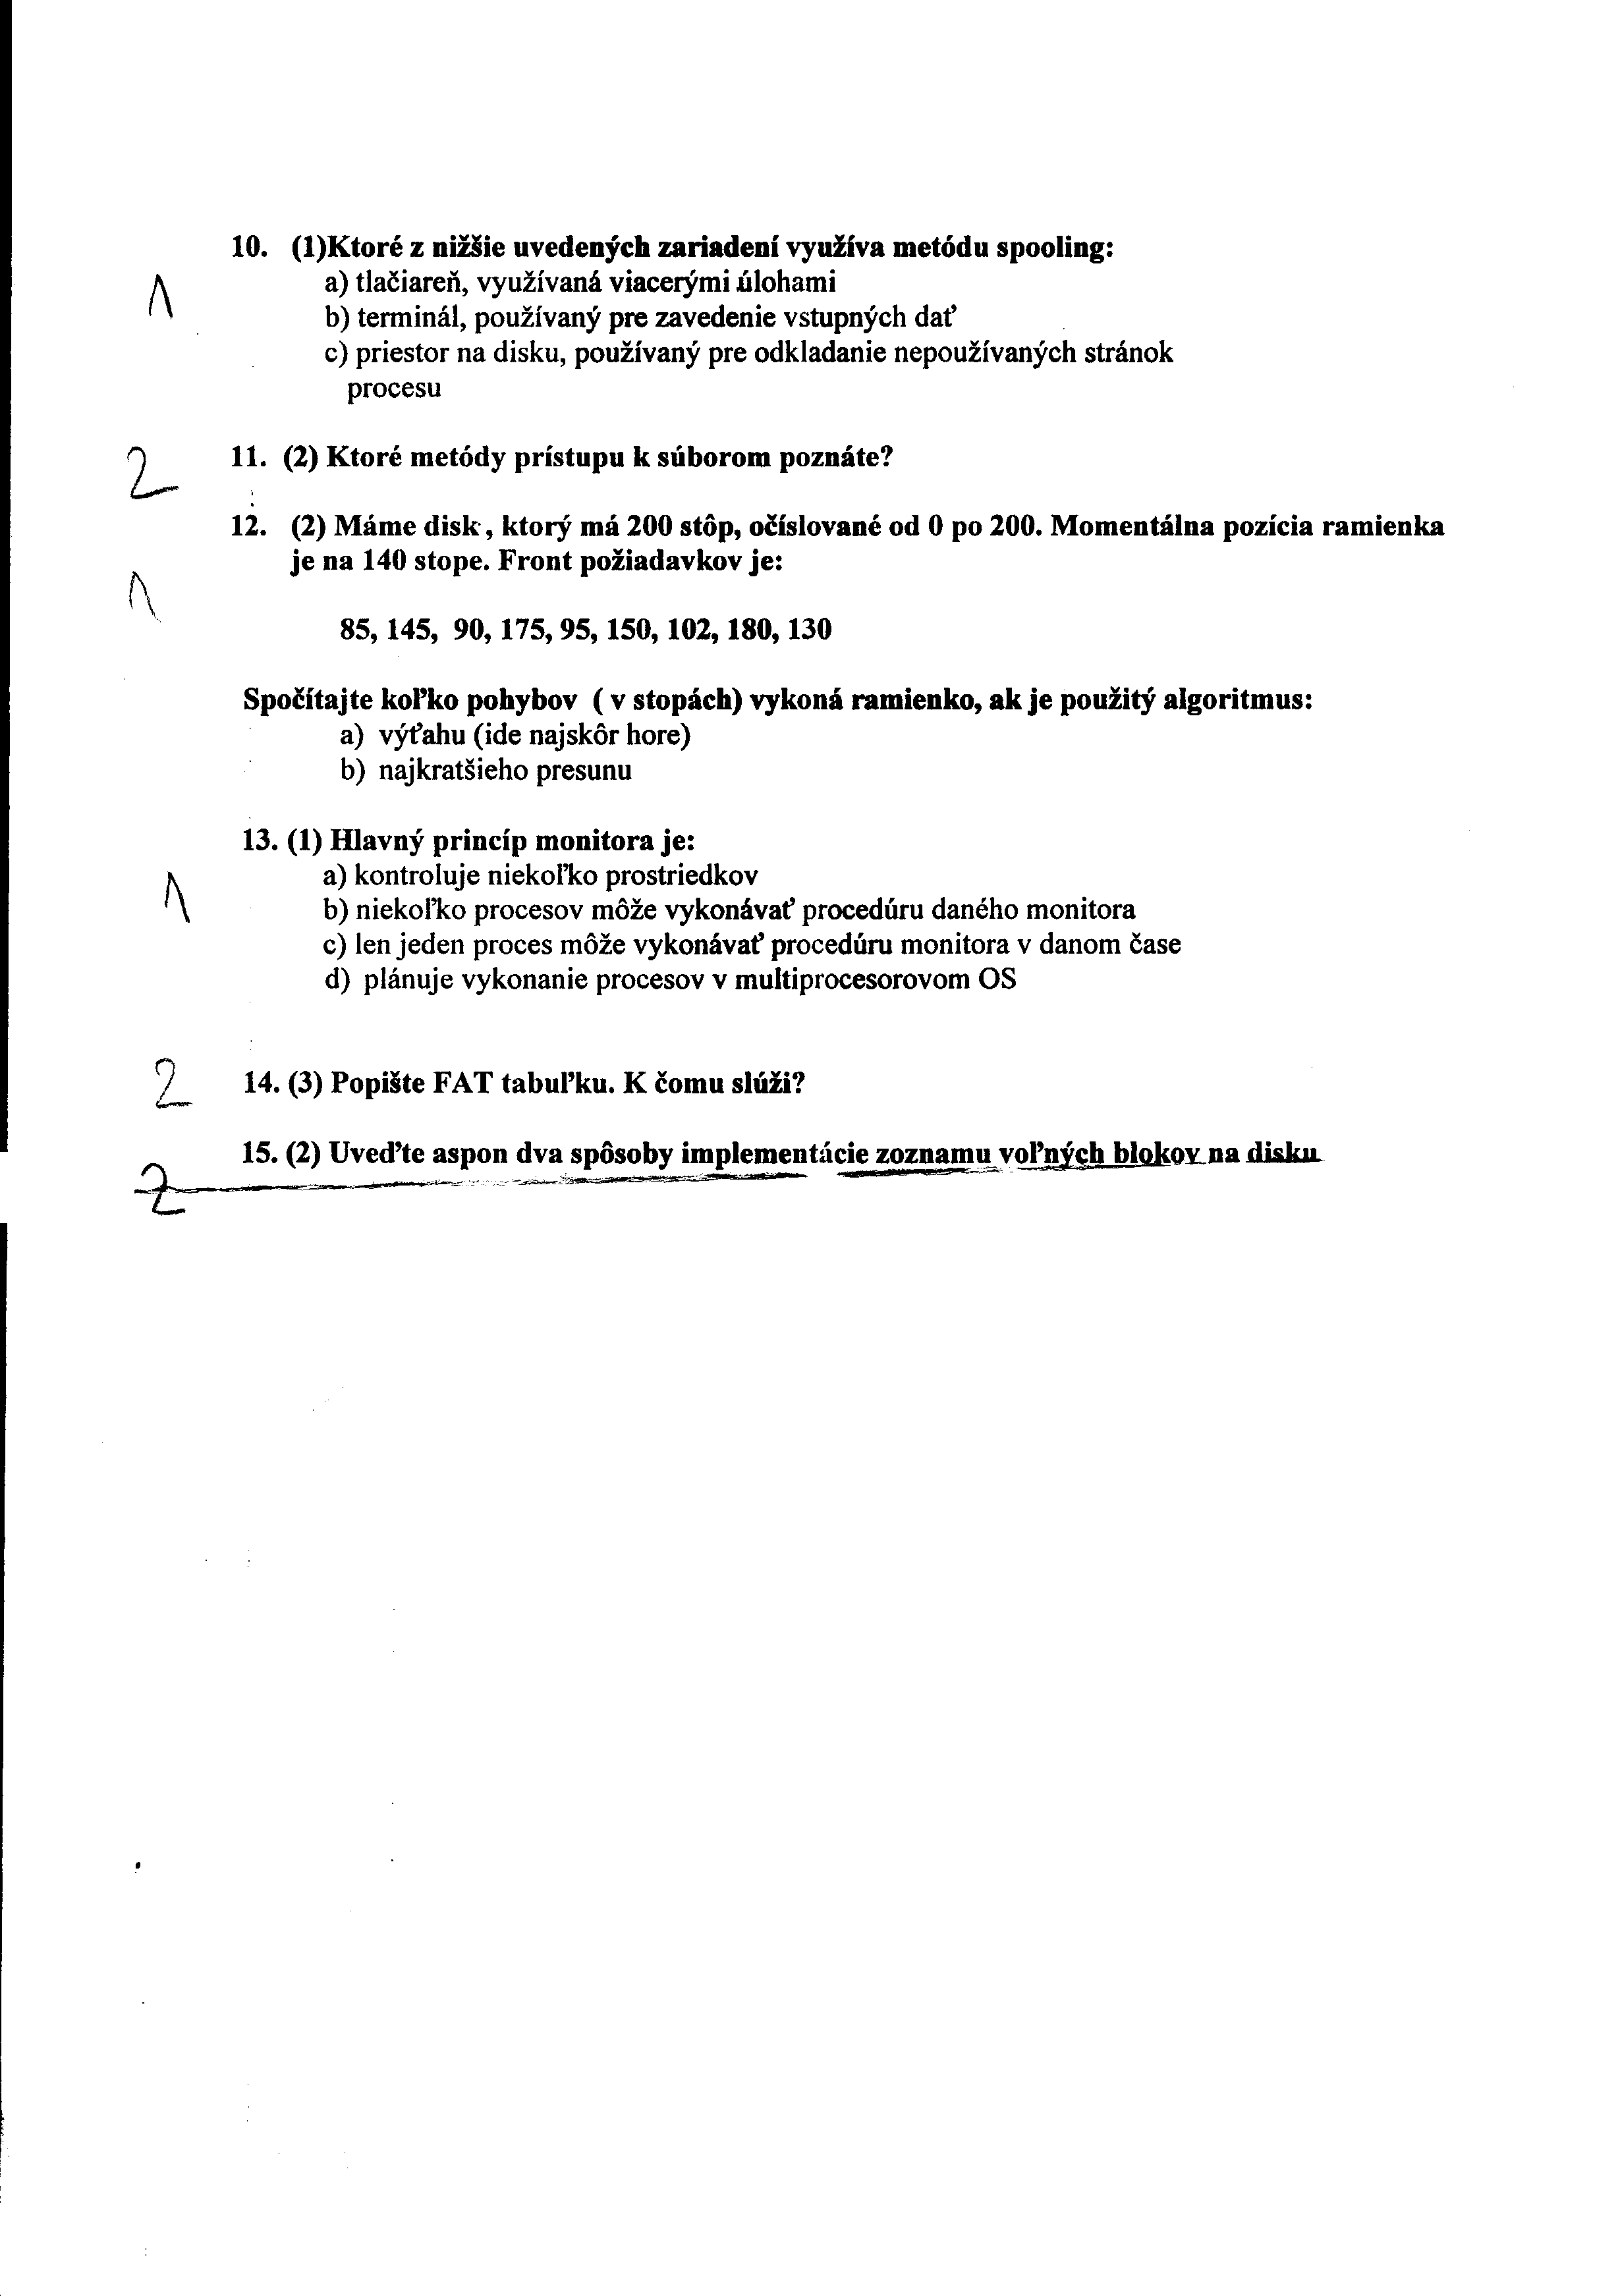 10. (1)Ktoré z nižšie uvedených zariadení využíva metódu spooling:
a) tlačiareň, využívaná viacerými úlohami
1
b) terminál, používaný pre zavedenie vstupných dať
c) priestor na disku, používaný pre odkladanie nepoužívaných stránok
procesu
2
11. (2) Ktoré metódy prístupu k súborom poznáte?
12. (2) Máme disk, ktorý má 200 stôp, očíslované od 0 po 200. Momentálna pozícia ramienka
je na 140 stope. Front požiadavkov je:
1
85, 145, 90, 175, 95, 150, 102, 180, 130
Spočítajte koľko pohybov ( v stopách) vykoná ramienko, ak je použitý algoritmus:
a) výťahu (ide najskôr hore)
b) najkratšieho presunu
13. (1) Hlavný princíp monitora je:
a) kontroluje niekoľko prostriedkov
1
b) niekoľko procesov môže vykonávať procedúru daného monitora
c) len jeden proces môže vykonávať procedúru monitora v danom čase
d) plánuje vykonanie procesov v multiprocesorovom OS
2
14. (3) Popište FAT tabuľku. K čomu slúži?
15. (2) Uveďte aspon dva spôsoby implementácie zoznamu voľných blokov na disku
2